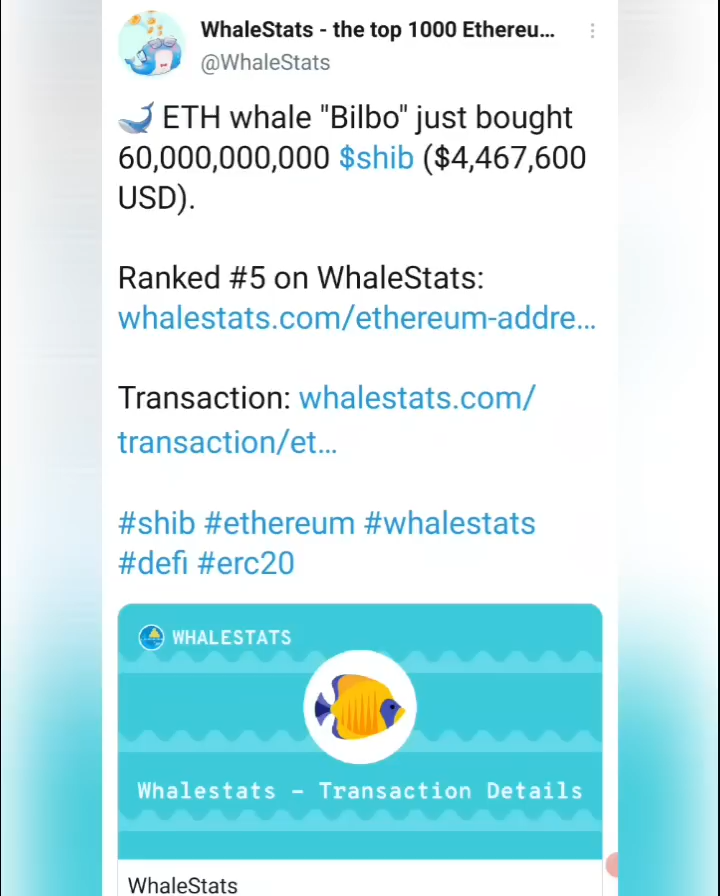 WhaleStats - the top 1000 Ethereu...
@WhaleStats
🐋 ETH whale "Bilbo" just bought
60,000,000,000 $shib ($4,467,600
USD).
Ranked #5 on WhaleStats:
whalestats.com/ethereum-addre...
Transaction: whalestats.com/
transaction/et...
#shib #ethereum #whalestats
#defi #erc20
WHALESTATS
Whalestats - Transaction Details
WhaleStats